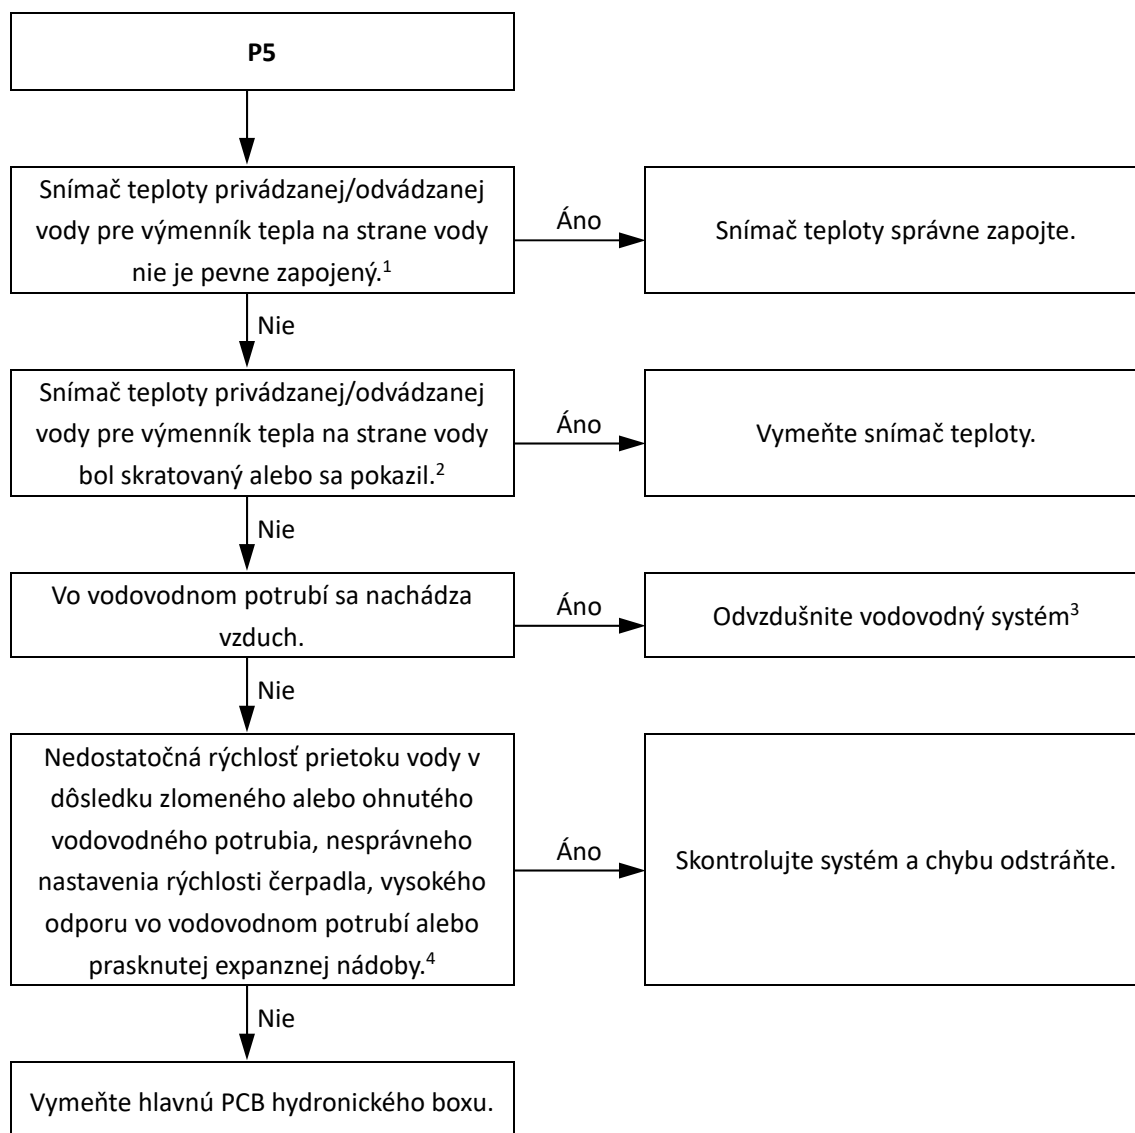 P5
Snímač teploty privádzanej/odvádzanej
vody pre výmenník tepla na strane vody
nie je pevne zapojený.¹
Áno
Snímač teploty správne zapojte.
Nie
Snímač teploty privádzanej/odvádzanej
vody pre výmenník tepla na strane vody
bol skratovaný alebo sa pokazil.²
Áno
Vymeňte snímač teploty.
Nie
Vo vodovodnom potrubí sa nachádza
vzduch.
Áno
Odvzdušnite vodovodný systém³
Nie
Nedostatočná rýchlosť prietoku vody v
dôsledku zlomeného alebo ohnutého
vodovodného potrubia, nesprávneho
nastavenia rýchlosti čerpadla, vysokého
odporu vo vodovodnom potrubí alebo
prasknutej expanznej nádoby.⁴
Áno
Skontrolujte systém a chybu odstráňte.
Nie
Vymeňte hlavnú PCB hydronického boxu.